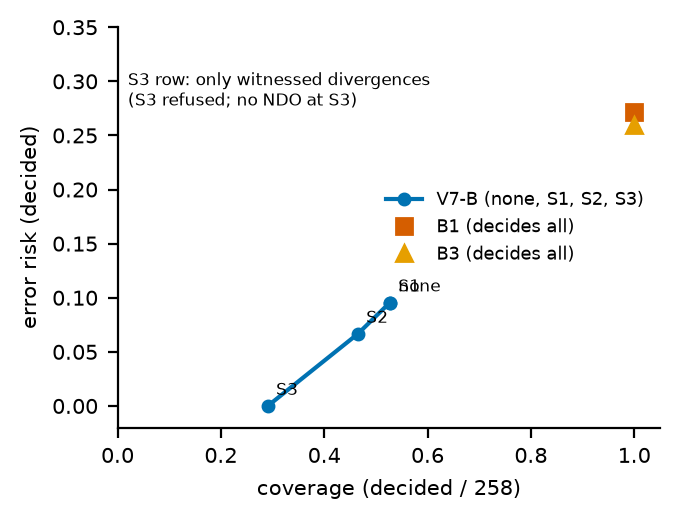 0.35
0.30
0.25
0.20
0.15
0.10
0.05
0.00
error risk (decided)
S3 row: only witnessed divergences
(S3 refused; no NDO at S3)
V7-B (none, S1, S2, S3)
B1 (decides all)
B3 (decides all)
none
S1
S2
S3
0.0 0.2 0.4 0.6 0.8 1.0
coverage (decided / 258)